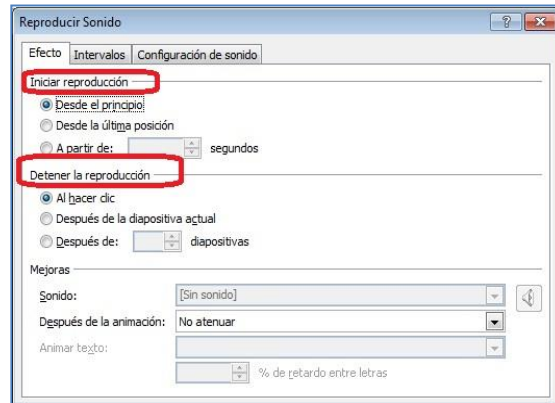 Reproducir Sonido
Efecto Intervalos Configuración de sonido
Iniciar reproducción
Desde el principio
Desde la última posición
A partir de: segundos
Detener la reproducción
Al hacer clic
Después de la diapositiva actual
Después de: diapositivas
Mejoras
Sonido: [Sin sonido]
Después de la animación: No atenuar
Animar texto:
% de retardo entre letras